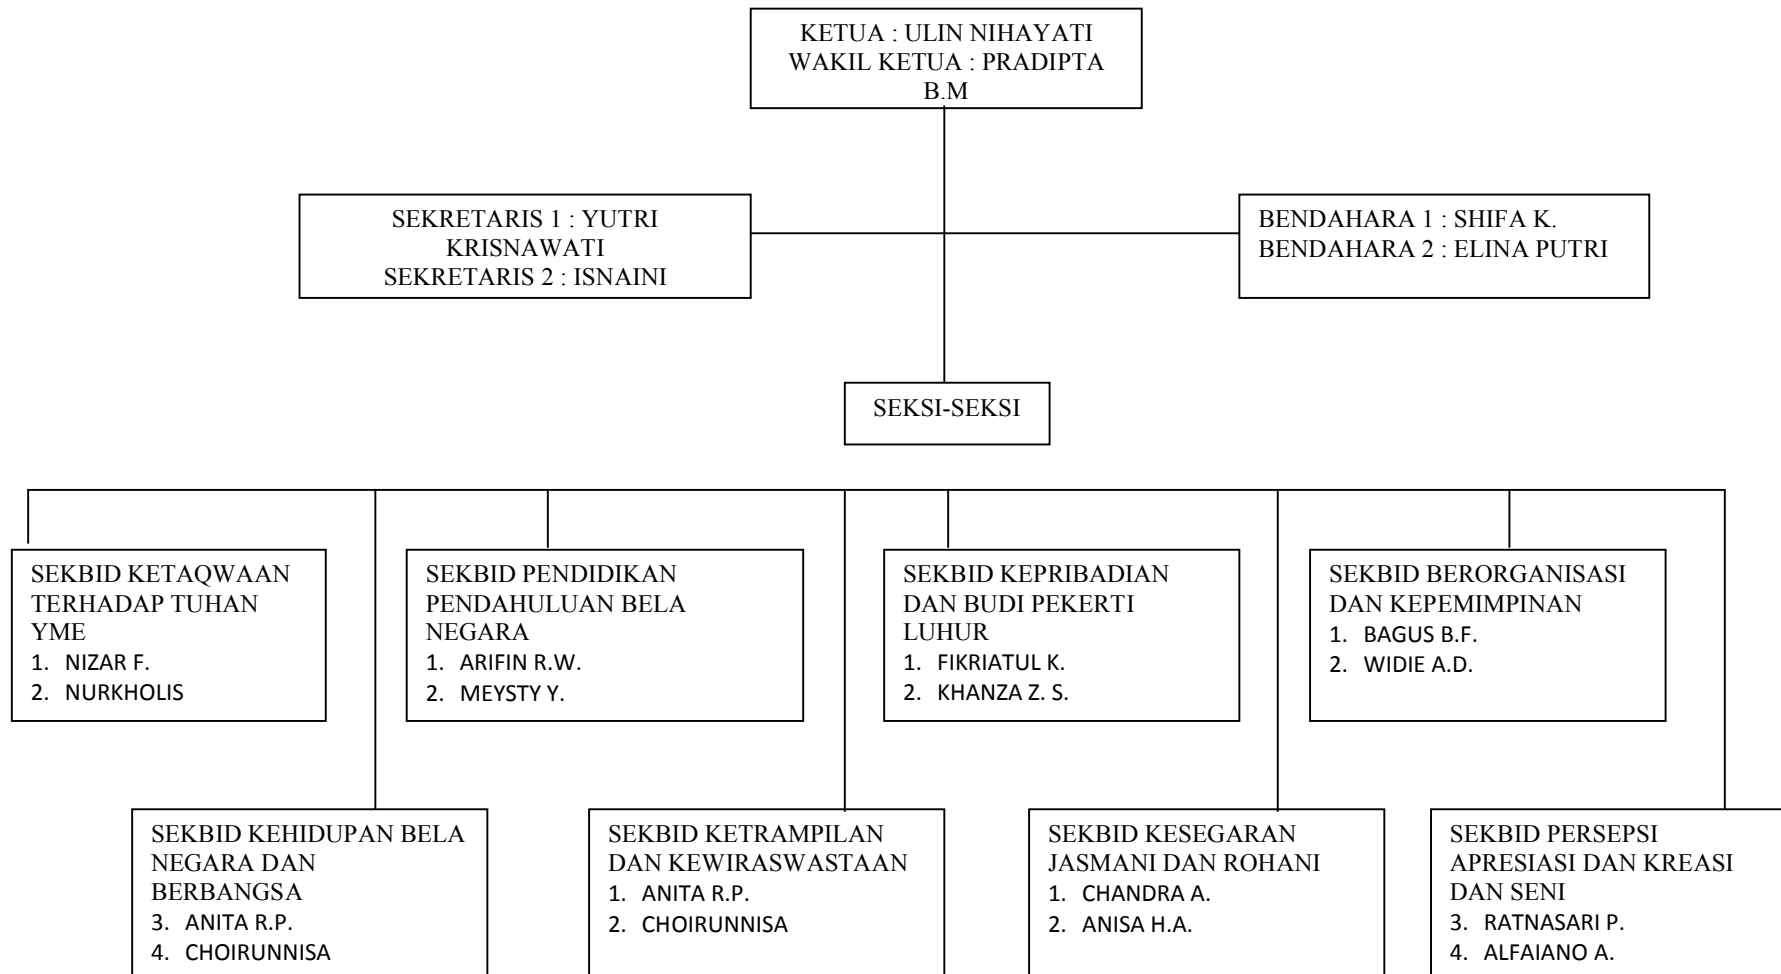 KETUA : ULIN NIHAYATI
WAKIL KETUA : PRADIPTA
B.M
SEKRETARIS 1 : YUTRI
KRISNAWATI
SEKRETARIS 2 : ISNAINI
BENDAHARA 1 : SHIFA K.
BENDAHARA 2 : ELINA PUTRI
SEKSI-SEKSI
SEKBID KETAQWAAN
TERHADAP TUHAN
YME
1. NIZAR F.
2. NURKHOLIS
SEKBID PENDIDIKAN
PENDAHULUAN BELA
NEGARA
1. ARIFIN R.W.
2. MEYSTY Y.
SEKBID KEPRIBADIAN
DAN BUDI PEKERTI
LUHUR
1. FIKRIATUL K.
2. KHANZA Z. S.
SEKBID BERORGANISASI
DAN KEPEMIMPINAN
1. BAGUS B.F.
2. WIDIE A.D.
SEKBID KEHIDUPAN BELA
NEGARA DAN
BERBANGSA
3. ANITA R.P.
4. CHOIRUNNISA
SEKBID KETRAMPILAN
DAN KEWIRASWASTAAN
1. ANITA R.P.
2. CHOIRUNNISA
SEKBID KESEGARAN
JASMANI DAN ROHANI
1. CHANDRA A.
2. ANISA H.A.
SEKBID PERSEPSI
APRESIASI DAN KREASI
DAN SENI
3. RATNASARI P.
4. ALFAIANO A.